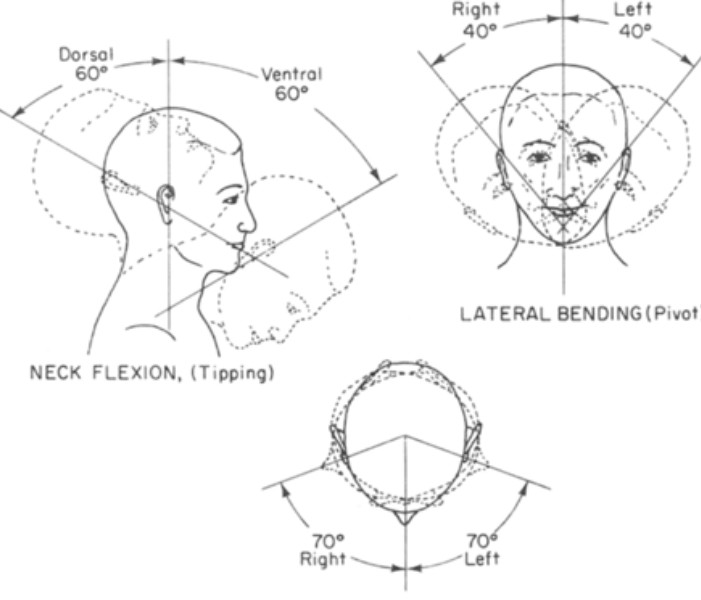 Dorsal
60°
Ventral
60°
NECK FLEXION, (Tipping)
Right
40°
Left
40°
LATERAL BENDING (Pivot
70°
Right
70°
Left